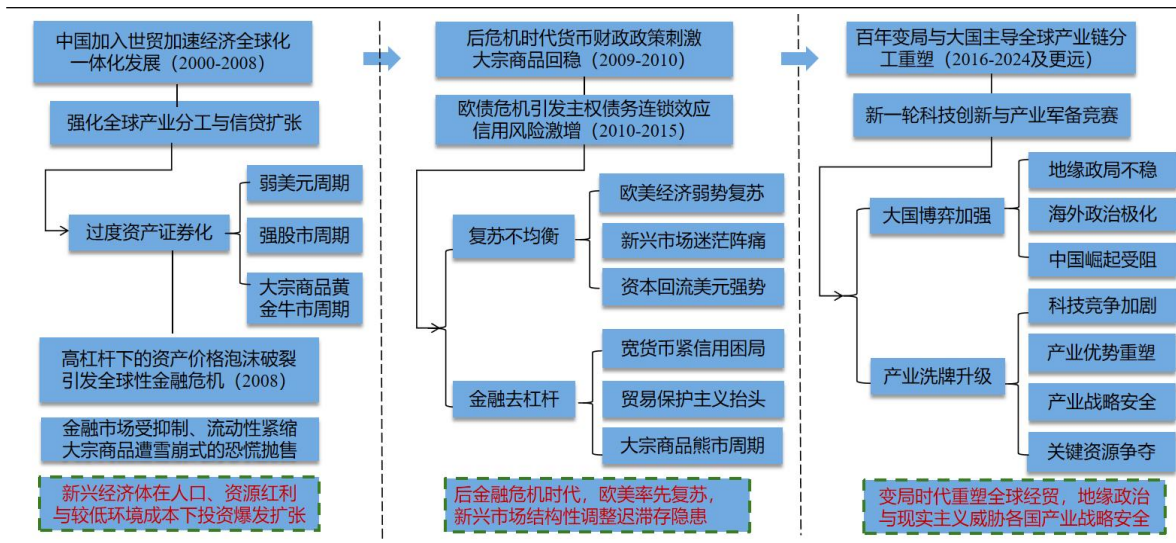 中国加入世贸加速经济全球化
一体化发展（2000-2008）
强化全球产业分工与信贷扩张
过度资产证券化
弱美元周期
强股市周期
大宗商品黄
金牛市周期
高杠杆下的资产价格泡沫破裂
引发全球性金融危机（2008）
金融市场受抑制、流动性紧缩
大宗商品遭雪崩式的恐慌抛售
新兴经济体在人口、资源红利
与较低环境成本下投资爆发扩张
后危机时代货币财政政策刺激
大宗商品回稳（2009-2010）
欧债危机引发主权债务连锁效应
信用风险激增（2010-2015）
复苏不均衡
欧美经济弱势复苏
新兴市场迷茫阵痛
资本回流美元强势
金融去杠杆
宽货币紧信用困局
贸易保护主义抬头
大宗商品熊市周期
后金融危机时代，欧美率先复苏，
新兴市场结构性调整迟滞存隐患
百年变局与大国主导全球产业链分
工重塑（2016-2024及更远）
新一轮科技创新与产业军备竞赛
大国博弈加强
地缘政局不稳
海外政治极化
中国崛起受阻
产业洗牌升级
科技竞争加剧
产业优势重塑
产业战略安全
关键资源争夺
变局时代重塑全球经贸，地缘政治
与现实主义威胁各国产业战略安全